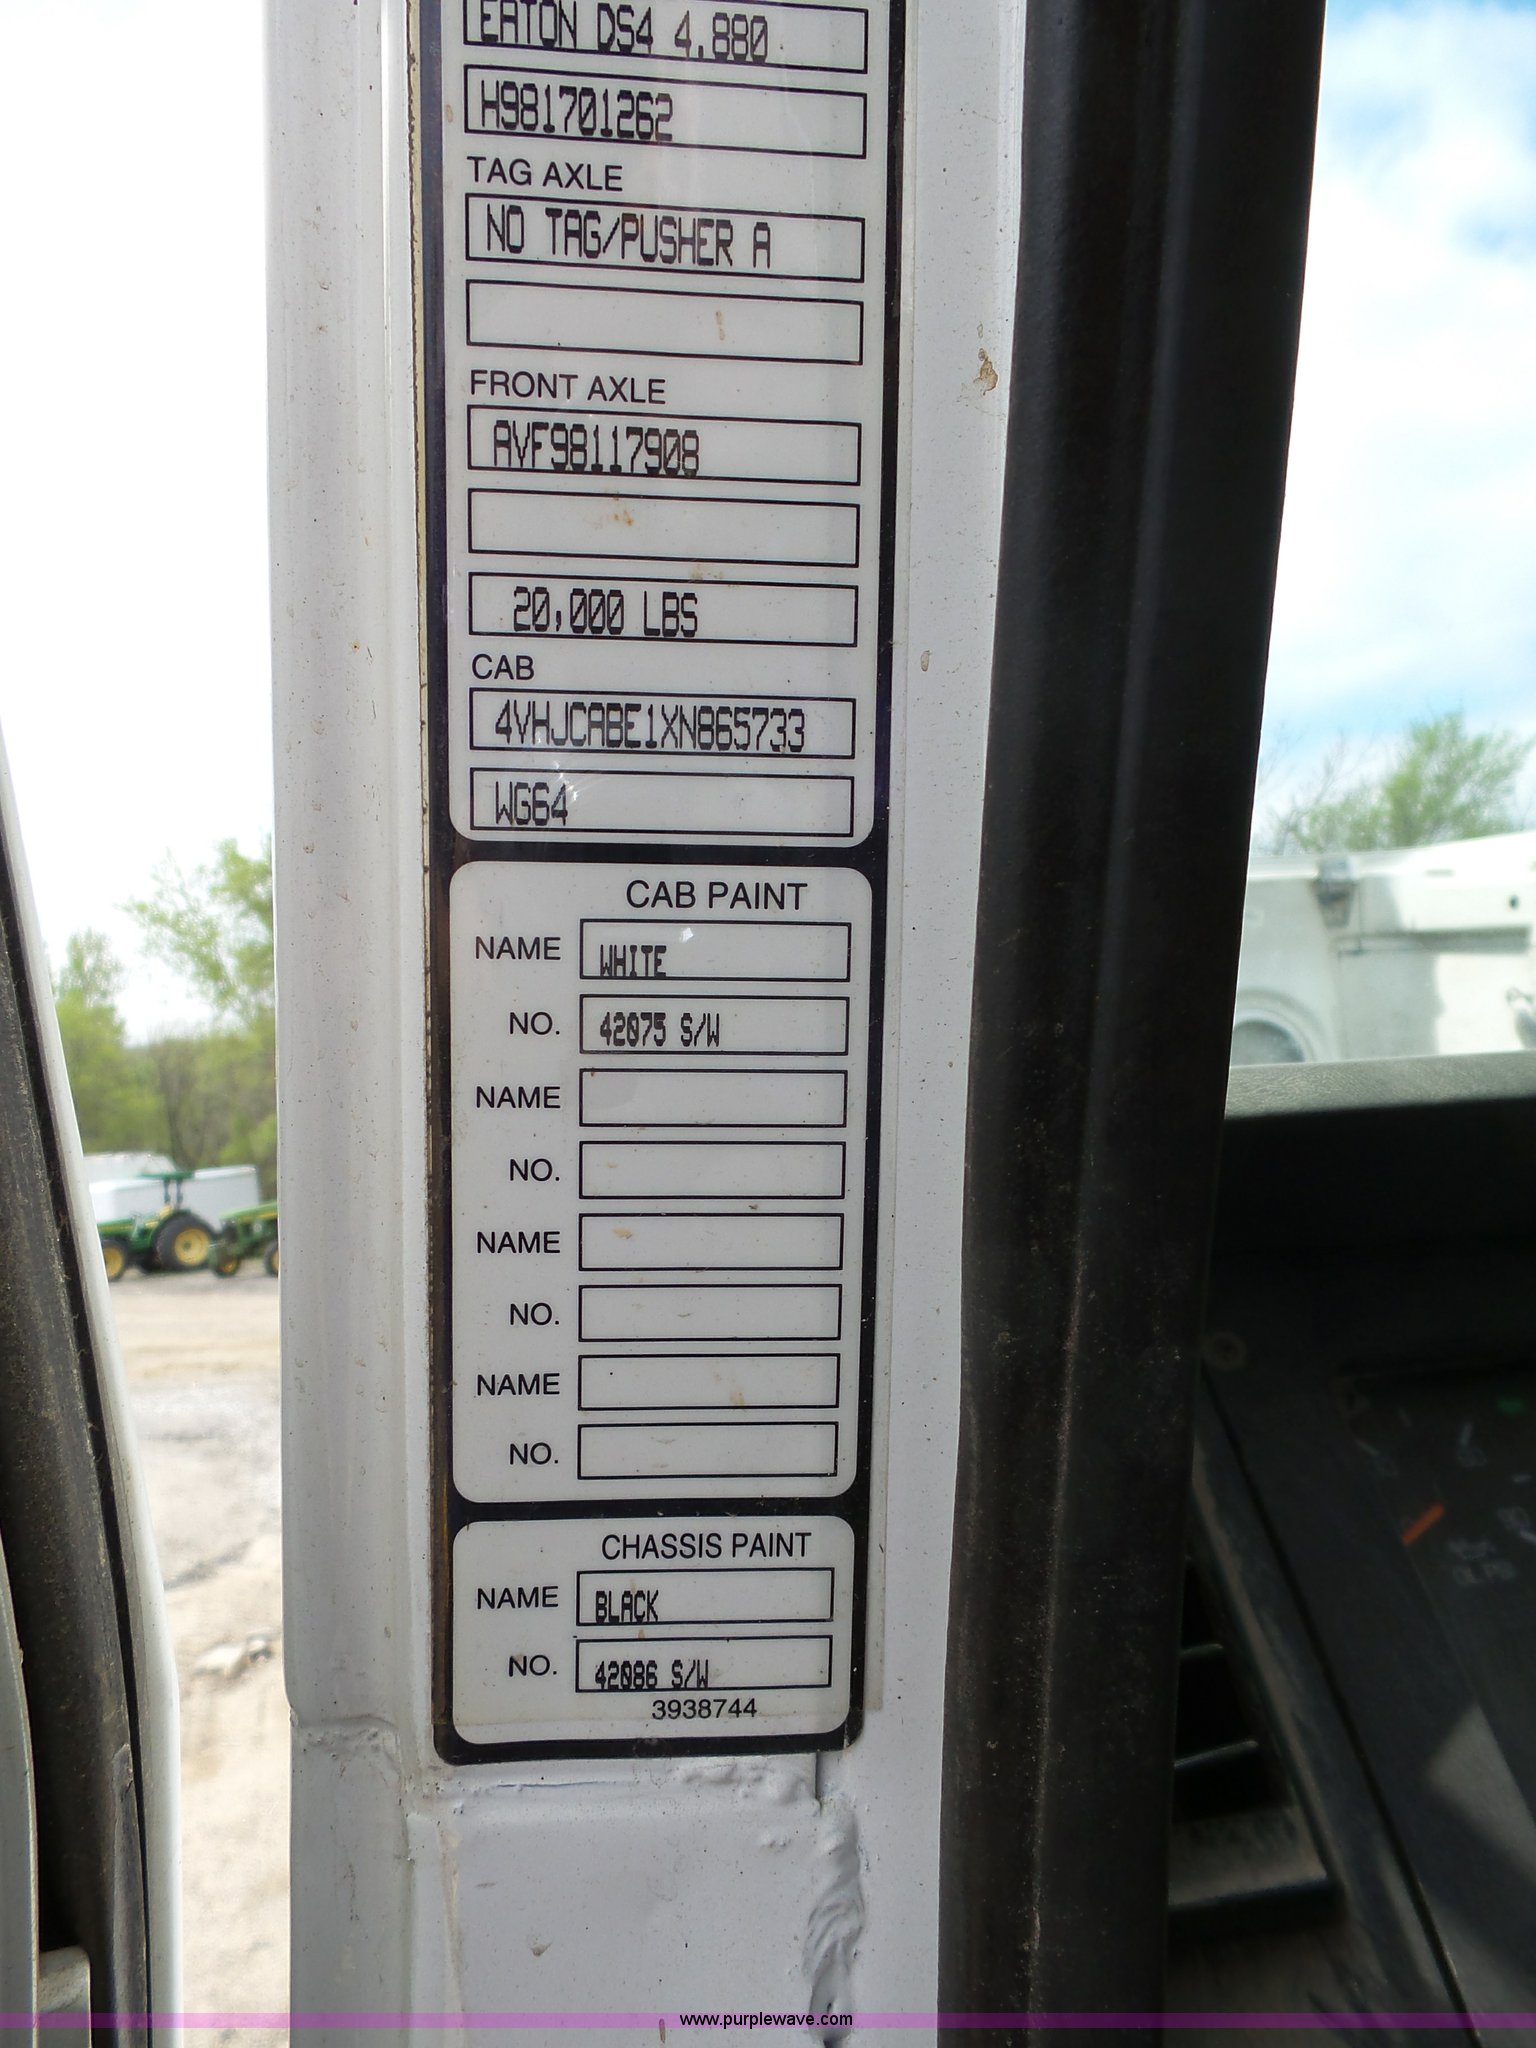 EATON DS4 4.880
H981701262
TAG AXLE
NO TAG/PUSHER A
FRONT AXLE
AVF98117908
20,000 LBS
CAB
4VHJCABE1XN865733
WG64
CAB PAINT
NAME WHITE
NO. 42075 S/W
NAME
NO.
NAME
NO.
NAME
NO.
CHASSIS PAINT
NAME BLACK
NO. 42086 S/W
3938744
www.purplewave.com